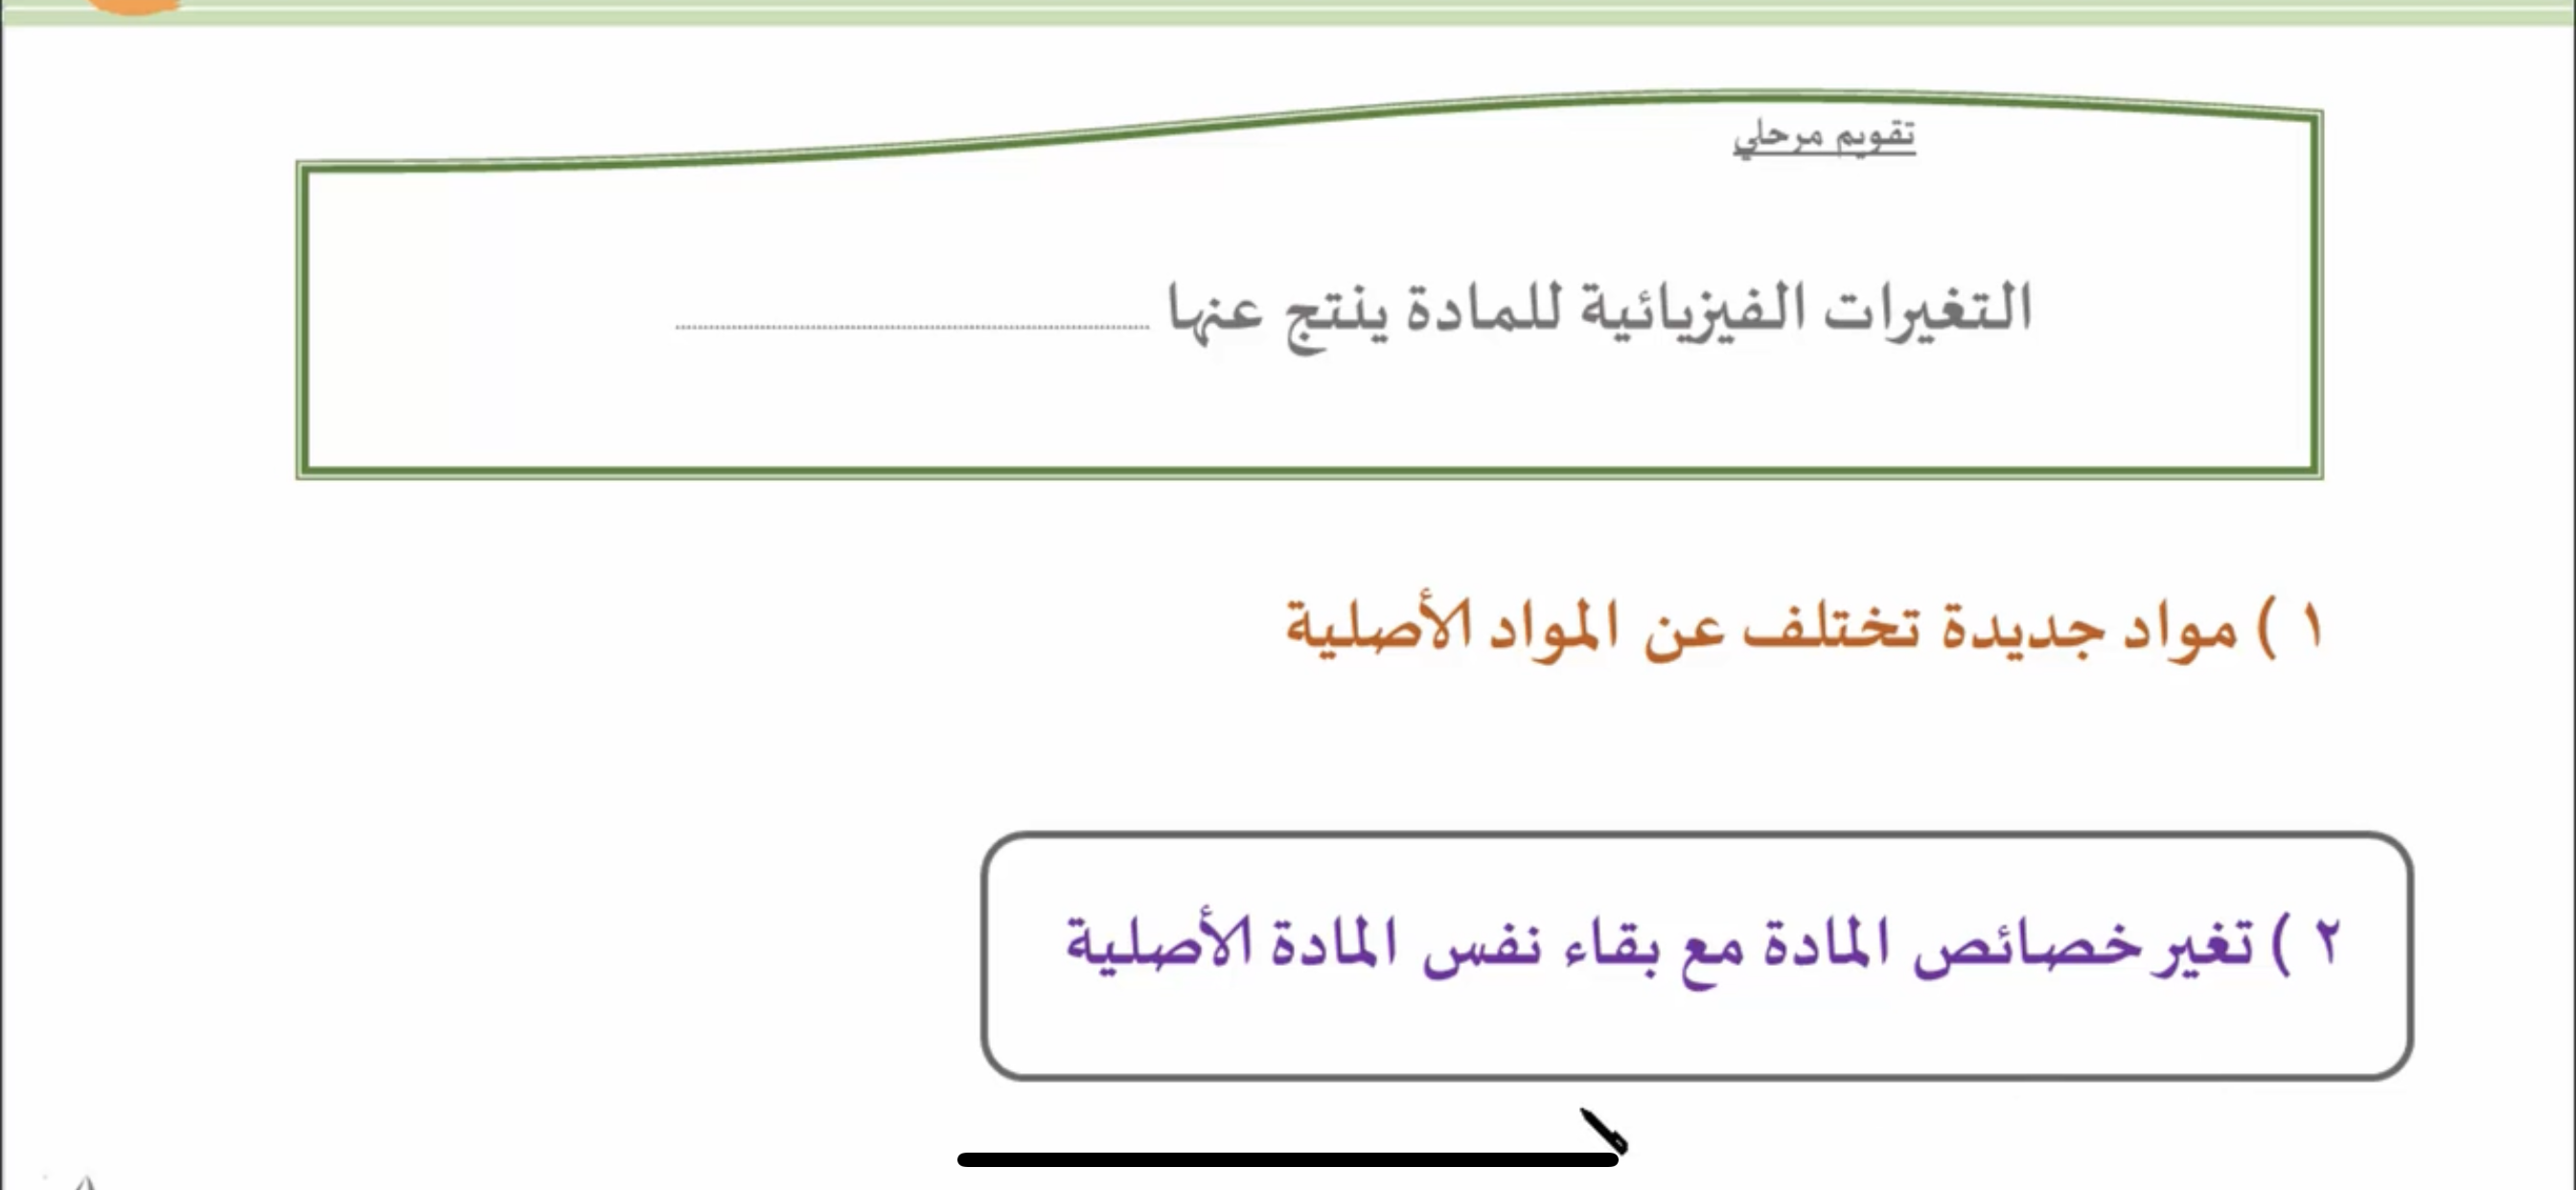 تقويم مرحلي
التغيرات الفيزيائية للمادة ينتج عنها ........................
١ ) مواد جديدة تختلف عن المواد الأصلية
٢ ) تغير خصائص المادة مع بقاء نفس المادة الأصلية